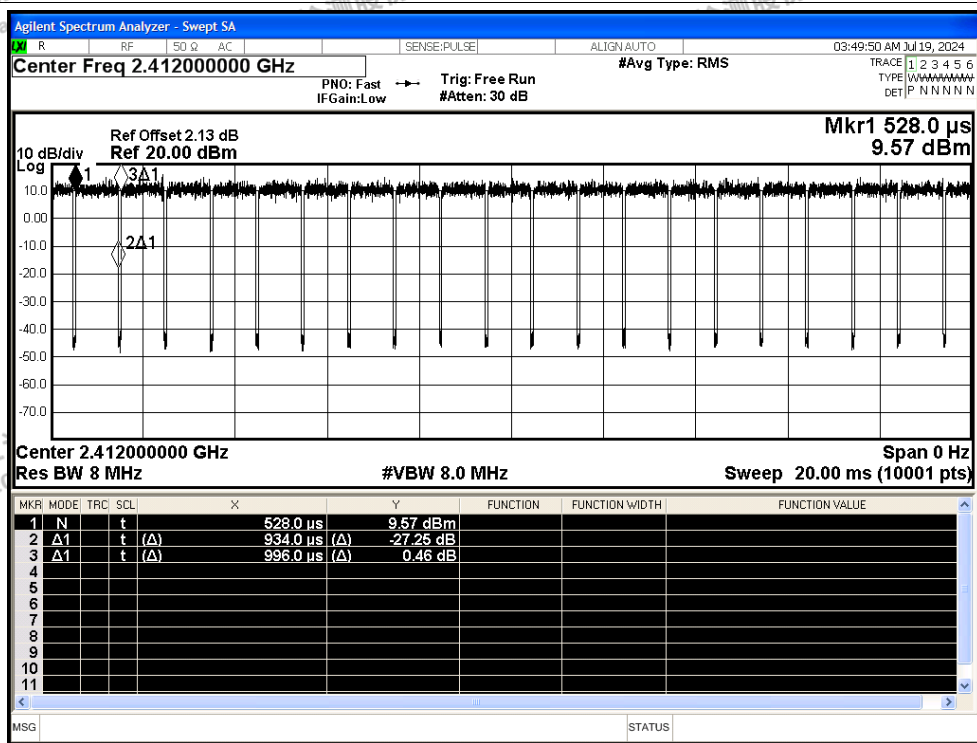 Agilent Spectrum Analyzer - Swept SA
LXI R RF 50 Ω AC SENSE:PULSE ALIGN AUTO 03:49:50 AM Jul 19, 2024
Center Freq 2.412000000 GHz
PNO: Fast
IFGain:Low
Trig: Free Run
#Atten: 30 dB
#Avg Type: RMS
TRACE 1 2 3 4 5 6
TYPE
DET P N N N N N
Mkr1 528.0 µs
9.57 dBm
Ref Offset 2.13 dB
10 dB/div Ref 20.00 dBm
Log
1 3Δ1
10.0
0.00
2Δ1
-10.0
-20.0
-30.0
-40.0
-50.0
-60.0
-70.0
Center 2.412000000 GHz Span 0 Hz
Res BW 8 MHz #VBW 8.0 MHz Sweep 20.00 ms (10001 pts)
MKR MODE TRC SCL X Y FUNCTION FUNCTION WIDTH FUNCTION VALUE
1 N t 528.0 µs 9.57 dBm
2 Δ1 t (Δ) 934.0 µs (Δ) -27.25 dB
3 Δ1 t (Δ) 996.0 µs (Δ) 0.46 dB
4
5
6
7
8
9
10
11
MSG STATUS